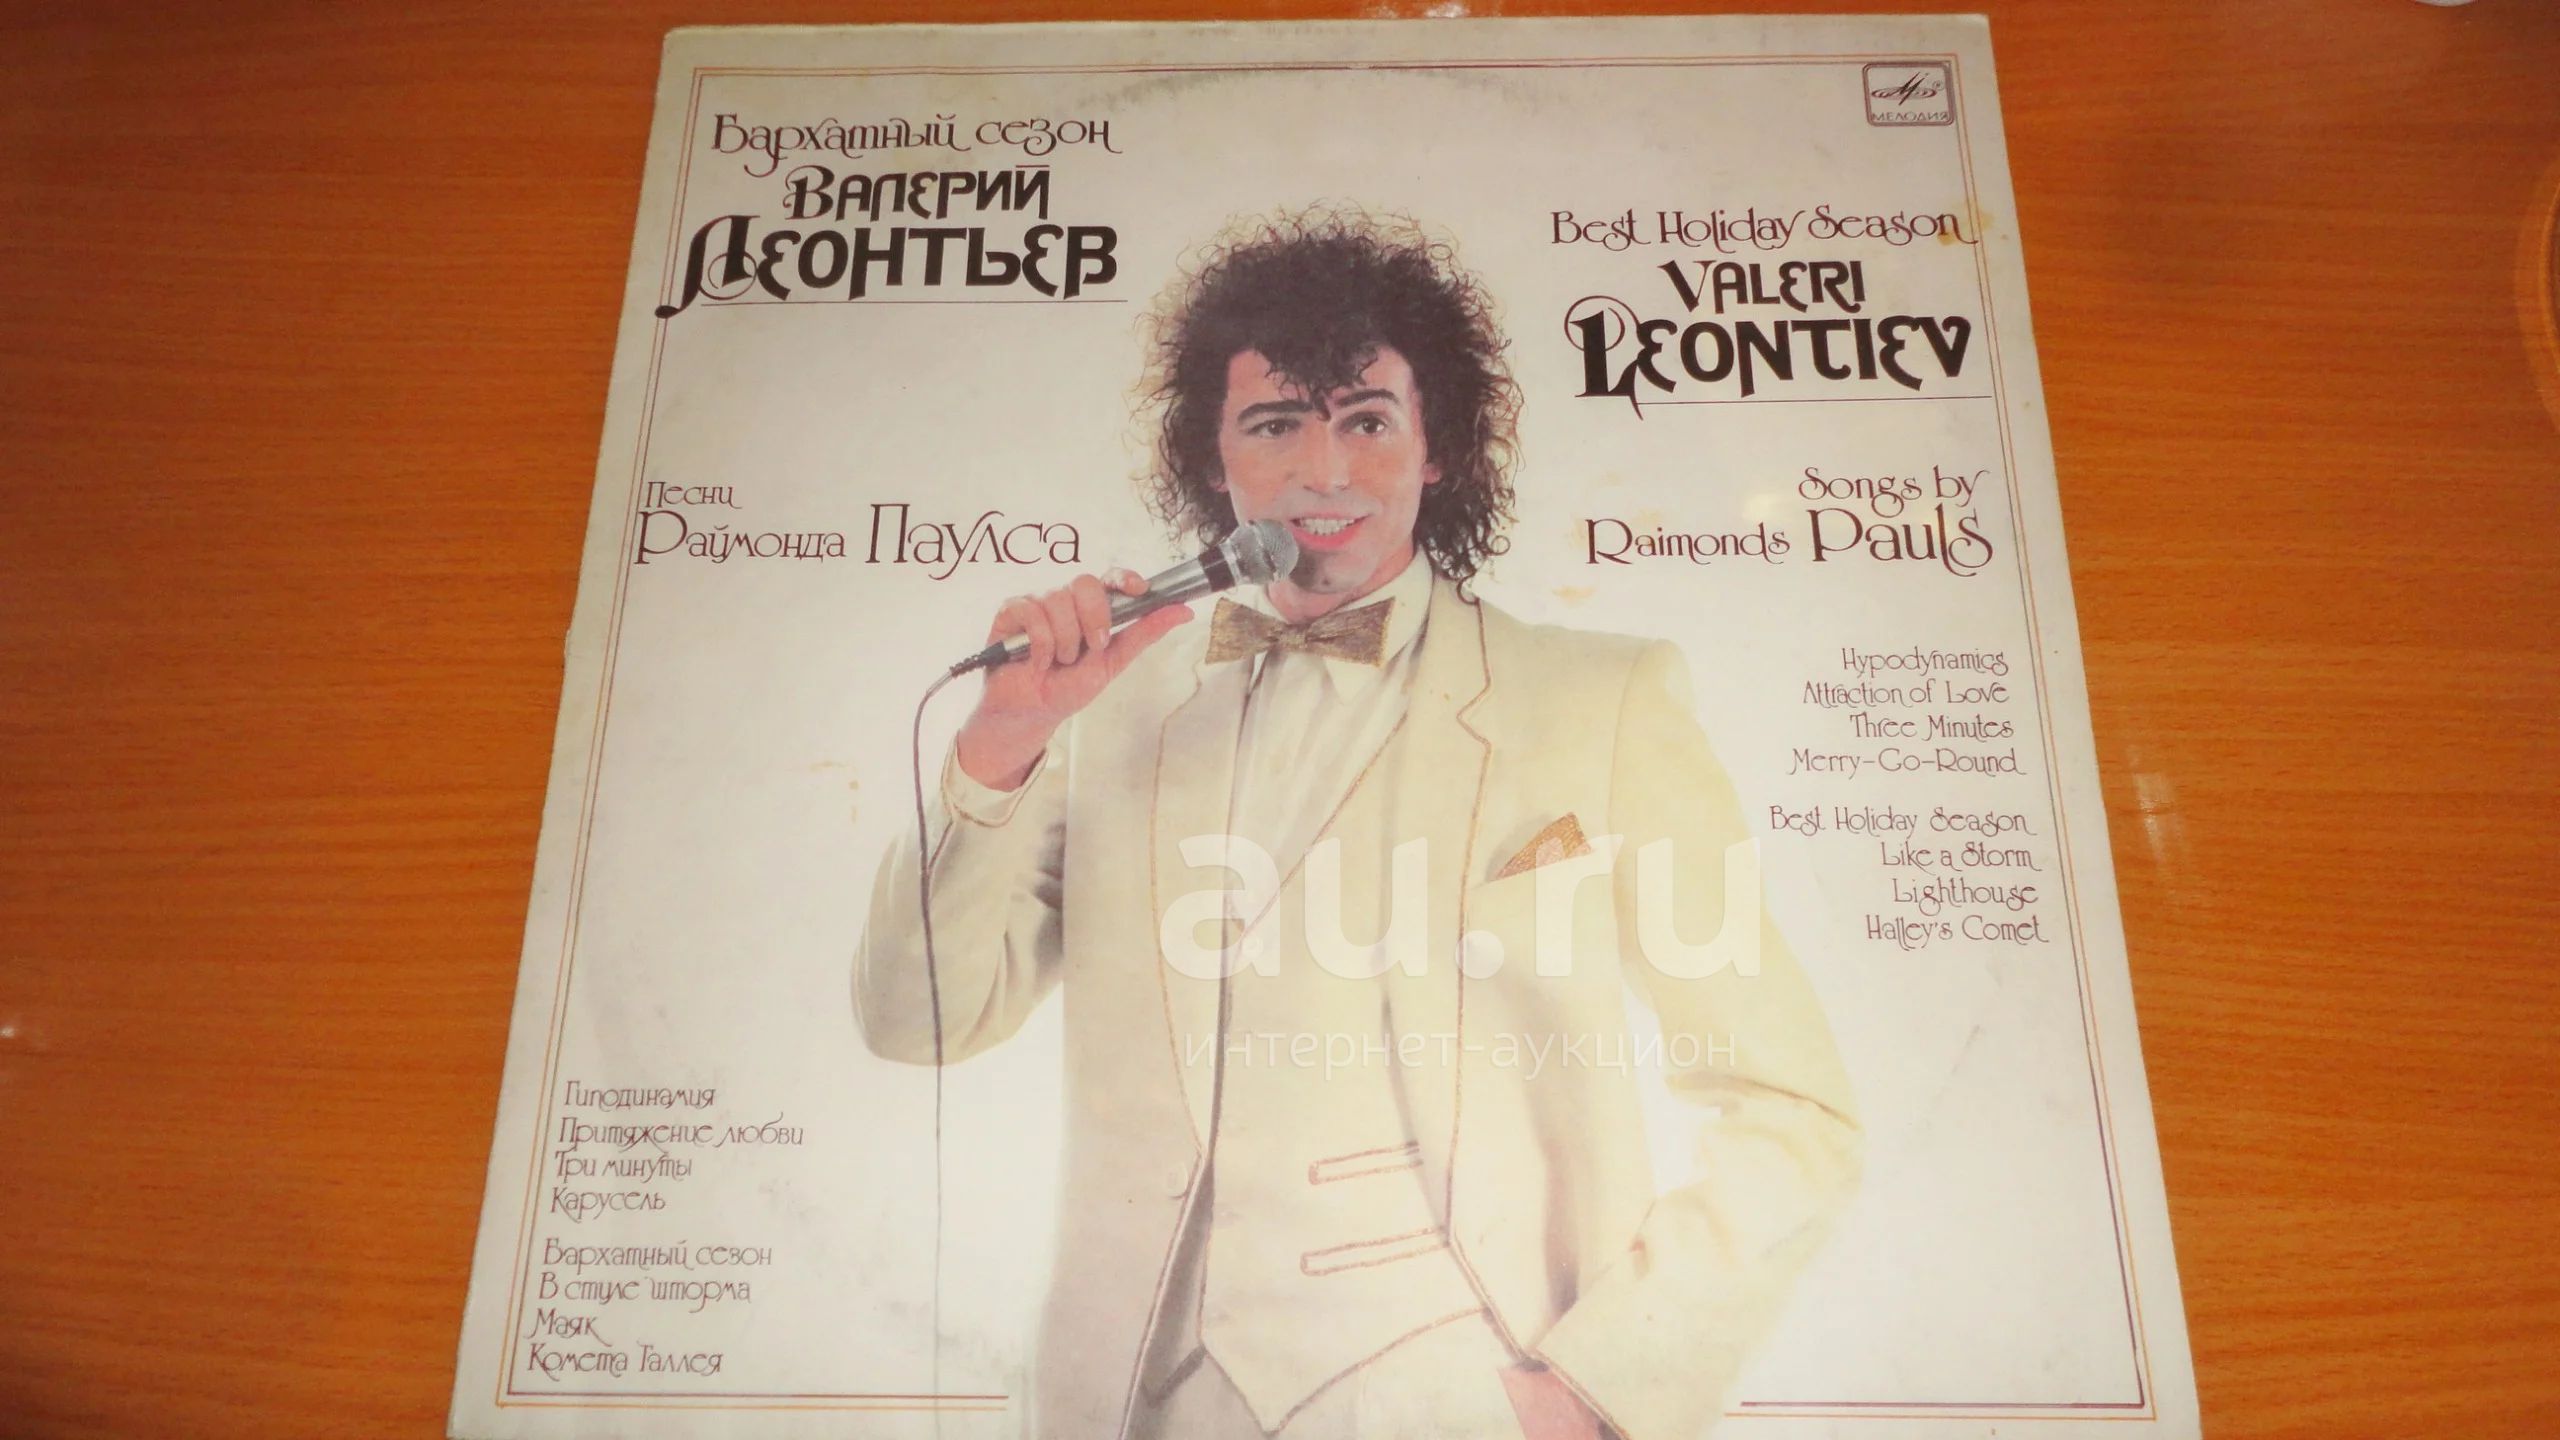 Бархатный сезон
Валерий
Леонтьев
Песни
Раймонда Паулса
МЕЛОДИЯ
Best Holiday Season
Valeri
Leontiev
Songs by
Raimonds Pauls
Hypodynamics
Attraction of Love
Three Minutes
Merry-Go-Round
Best Holiday Season
Like a Storm
Lighthouse
Halley's Comet
au.ru
интернет-аукцион
Гиподинамия
Притяжение любви
Три минуты
Карусель
Бархатный сезон
В стиле шторма
Маяк
Комета Галлея